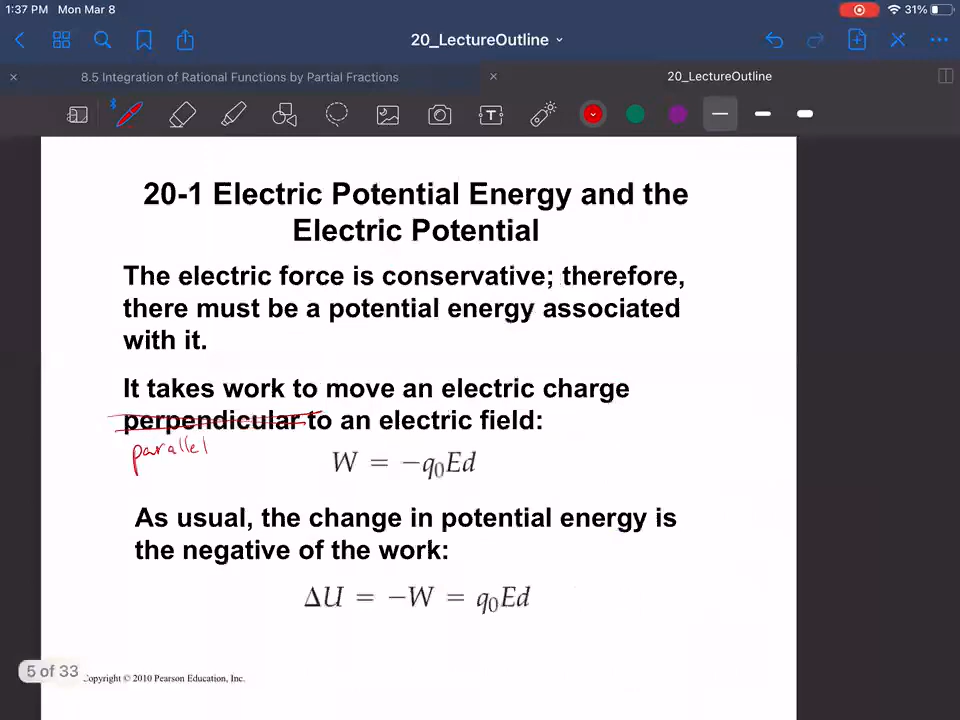 1:37 PM Mon Mar 8
31%
20_LectureOutline
8.5 Integration of Rational Functions by Partial Fractions
20_LectureOutline
T
20-1 Electric Potential Energy and the
Electric Potential
The electric force is conservative; therefore,
there must be a potential energy associated
with it.
It takes work to move an electric charge
perpendicular to an electric field:
parallel
W = −q₀Ed
As usual, the change in potential energy is
the negative of the work:
ΔU = −W = q₀Ed
5 of 33
Copyright © 2010 Pearson Education, Inc.